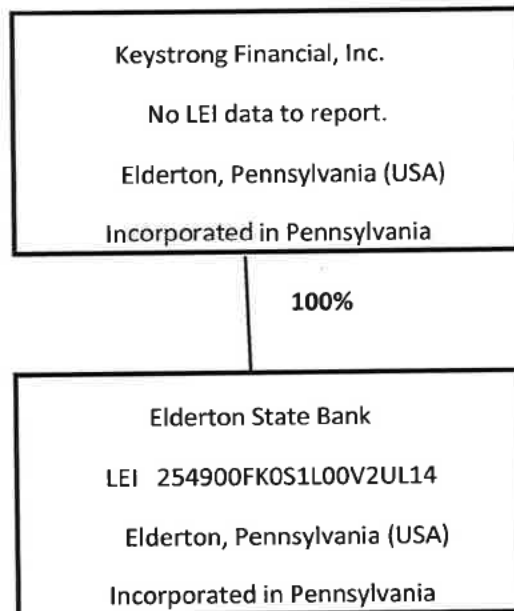 Keystrong Financial, Inc.
No LEI data to report.
Elderton, Pennsylvania (USA)
Incorporated in Pennsylvania
100%
Elderton State Bank
LEI 254900FK0S1L00V2UL14
Elderton, Pennsylvania (USA)
Incorporated in Pennsylvania